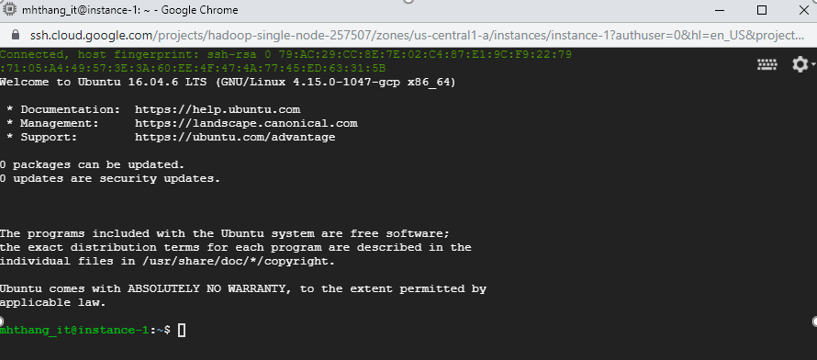 mhthang_it@instance-1: ~ - Google Chrome
ssh.cloud.google.com/projects/hadoop-single-node-257507/zones/us-central1-a/instances/instance-1?authuser=0&hl=en_US&project...
Connected, host fingerprint: ssh-rsa 0 79:AC:29:CC:8E:7E:02:C4:87:E1:9C:F9:22:79
:71:05:A4:49:57:3E:3A:60:EE:4F:47:4A:77:45:ED:63:31:5B
Welcome to Ubuntu 16.04.6 LTS (GNU/Linux 4.15.0-1047-gcp x86_64)
* Documentation: https://help.ubuntu.com
* Management: https://landscape.canonical.com
* Support: https://ubuntu.com/advantage
0 packages can be updated.
0 updates are security updates.
The programs included with the Ubuntu system are free software;
the exact distribution terms for each program are described in the
individual files in /usr/share/doc/*/copyright.
Ubuntu comes with ABSOLUTELY NO WARRANTY, to the extent permitted by
applicable law.
mhthang_it@instance-1:~$